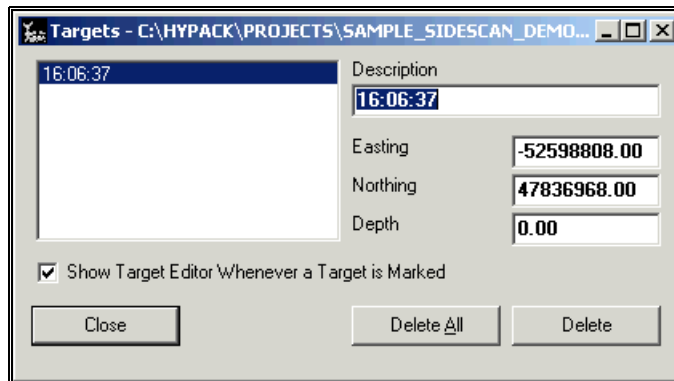 Targets - C:\HYPACK\PROJECTS\SAMPLE_SIDESCAN_DEMO...
16:06:37
Description
16:06:37
Easting
-52598808.00
Northing
47836968.00
Depth
0.00
Show Target Editor Whenever a Target is Marked
Close
Delete All
Delete